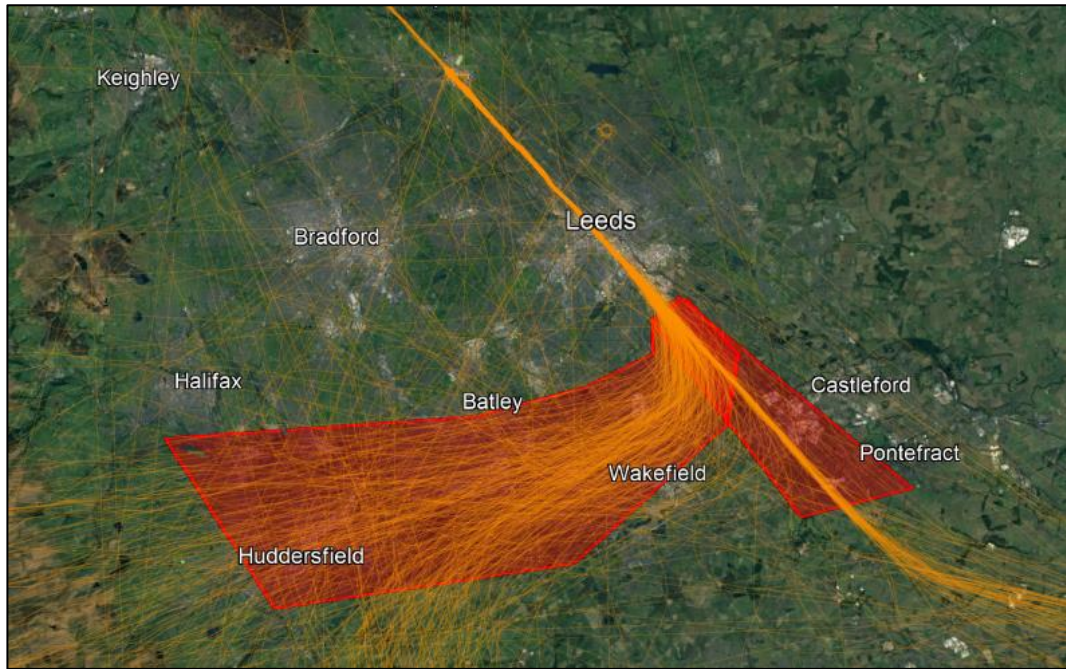 Keighley
Leeds
Bradford
Halifax
Castleford
Batley
Pontefract
Wakefield
Huddersfield